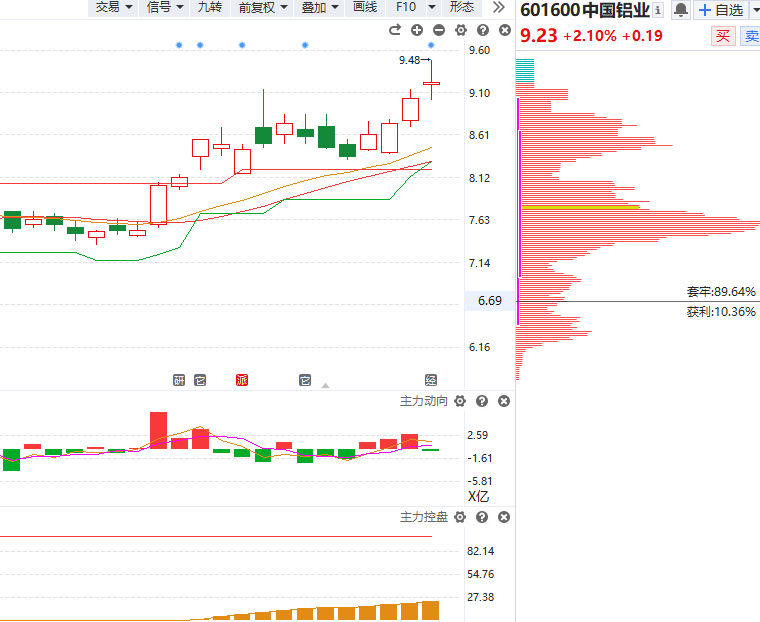 交易 信号 九转 前复权 叠加 画线 F10 形态
601600中国铝业 自选
9.23 +2.10% +0.19 买 卖
9.60
9.48
9.10
8.61
8.12
7.63
7.14
6.69
套牢:89.64%
获利:10.36%
6.16
研 它 派 它 经
主力动向
2.59
-1.61
-5.81
X亿
主力控盘
82.14
54.76
27.38